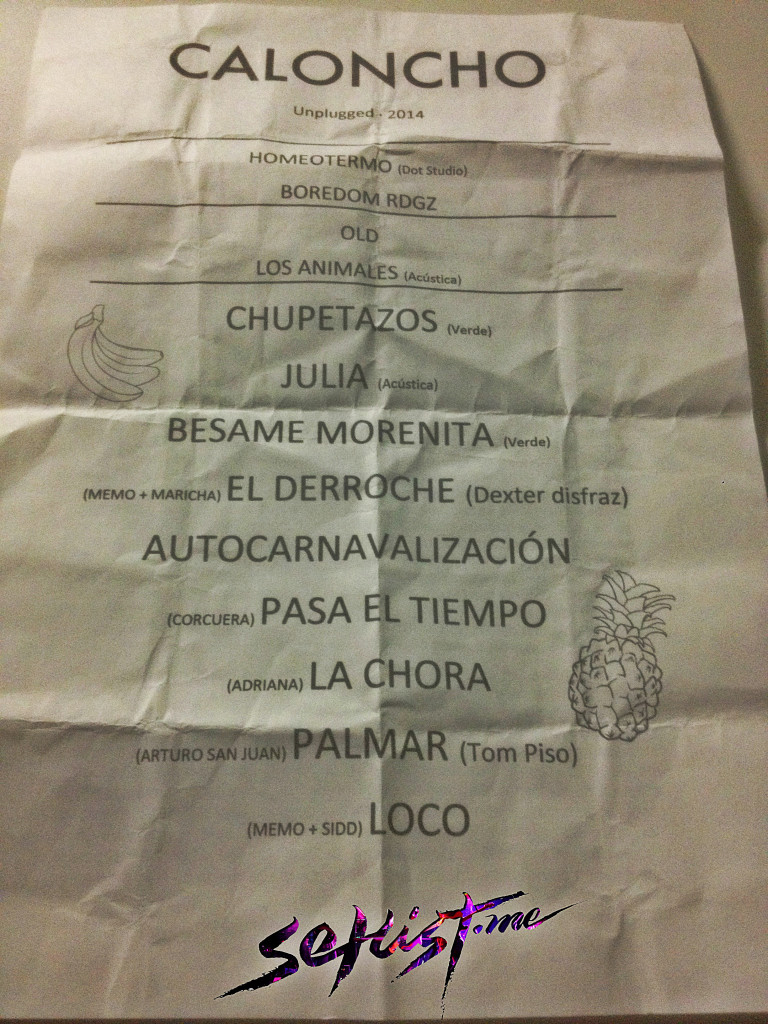 CALONCHO
Unplugged - 2014
HOMEOTERMO (Dot Studio)
BOREDOM RDGZ
OLD
LOS ANIMALES (Acústica)
CHUPETAZOS (Verde)
JULIA (Acústica)
BESAME MORENITA (Verde)
(MEMO + MARICHA) EL DERROCHE (Dexter disfraz)
AUTOCARNAVALIZACIÓN
(CORCUERA) PASA EL TIEMPO
(ADRIANA) LA CHORA
(ARTURO SAN JUAN) PALMAR (Tom Piso)
(MEMO + SIDD) LOCO
seHist.me